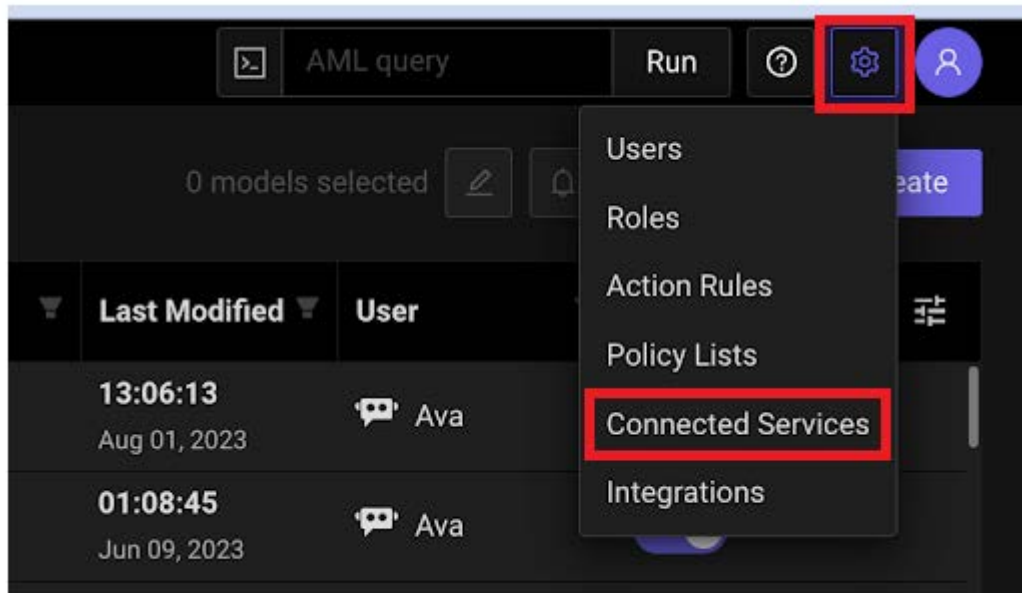 AML query Run
Users
0 models selected eate
Roles
Action Rules
Last Modified User
Policy Lists
13:06:13
Ava
Aug 01, 2023
Connected Services
Integrations
01:08:45
Ava
Jun 09, 2023